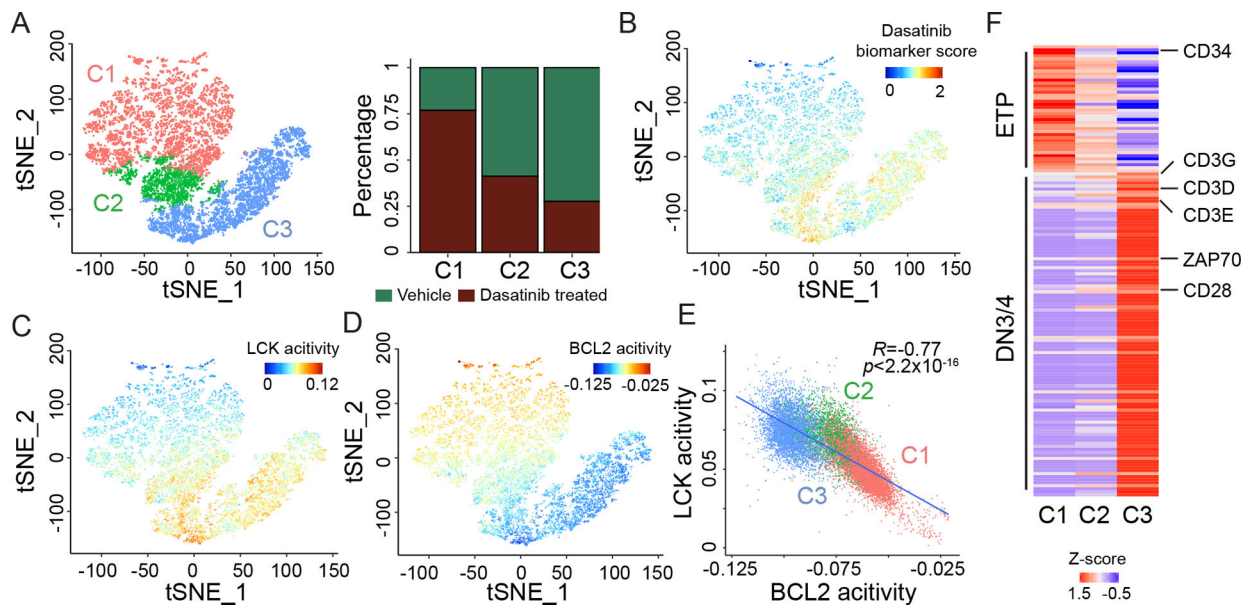 A
200
100
0
-100
tSNE_2
C1
C2
C3
-100 -50 0 50 100 150
tSNE_1
Percentage
1
0.75
0.5
0.25
0
C1 C2 C3
Vehicle Dasatinib treated
B
Dasatinib
biomarker score
0 2
200
100
0
-100
tSNE_2
-100 -50 0 50 100 150
tSNE_1
C
LCK acitivity
0 0.12
200
100
0
-100
tSNE_2
-100 -50 0 50 100 150
tSNE_1
D
BCL2 acitivity
-0.125 -0.025
200
100
0
-100
tSNE_2
-100 -50 0 50 100 150
tSNE_1
E
R=-0.77
p<2.2x10-16
C2
C1
C3
LCK acitivity
0.1
0.05
0
-0.125 -0.075 -0.025
BCL2 acitivity
F
ETP
DN3/4
CD34
CD3G
CD3D
CD3E
ZAP70
CD28
C1 C2 C3
Z-score
1.5 -0.5